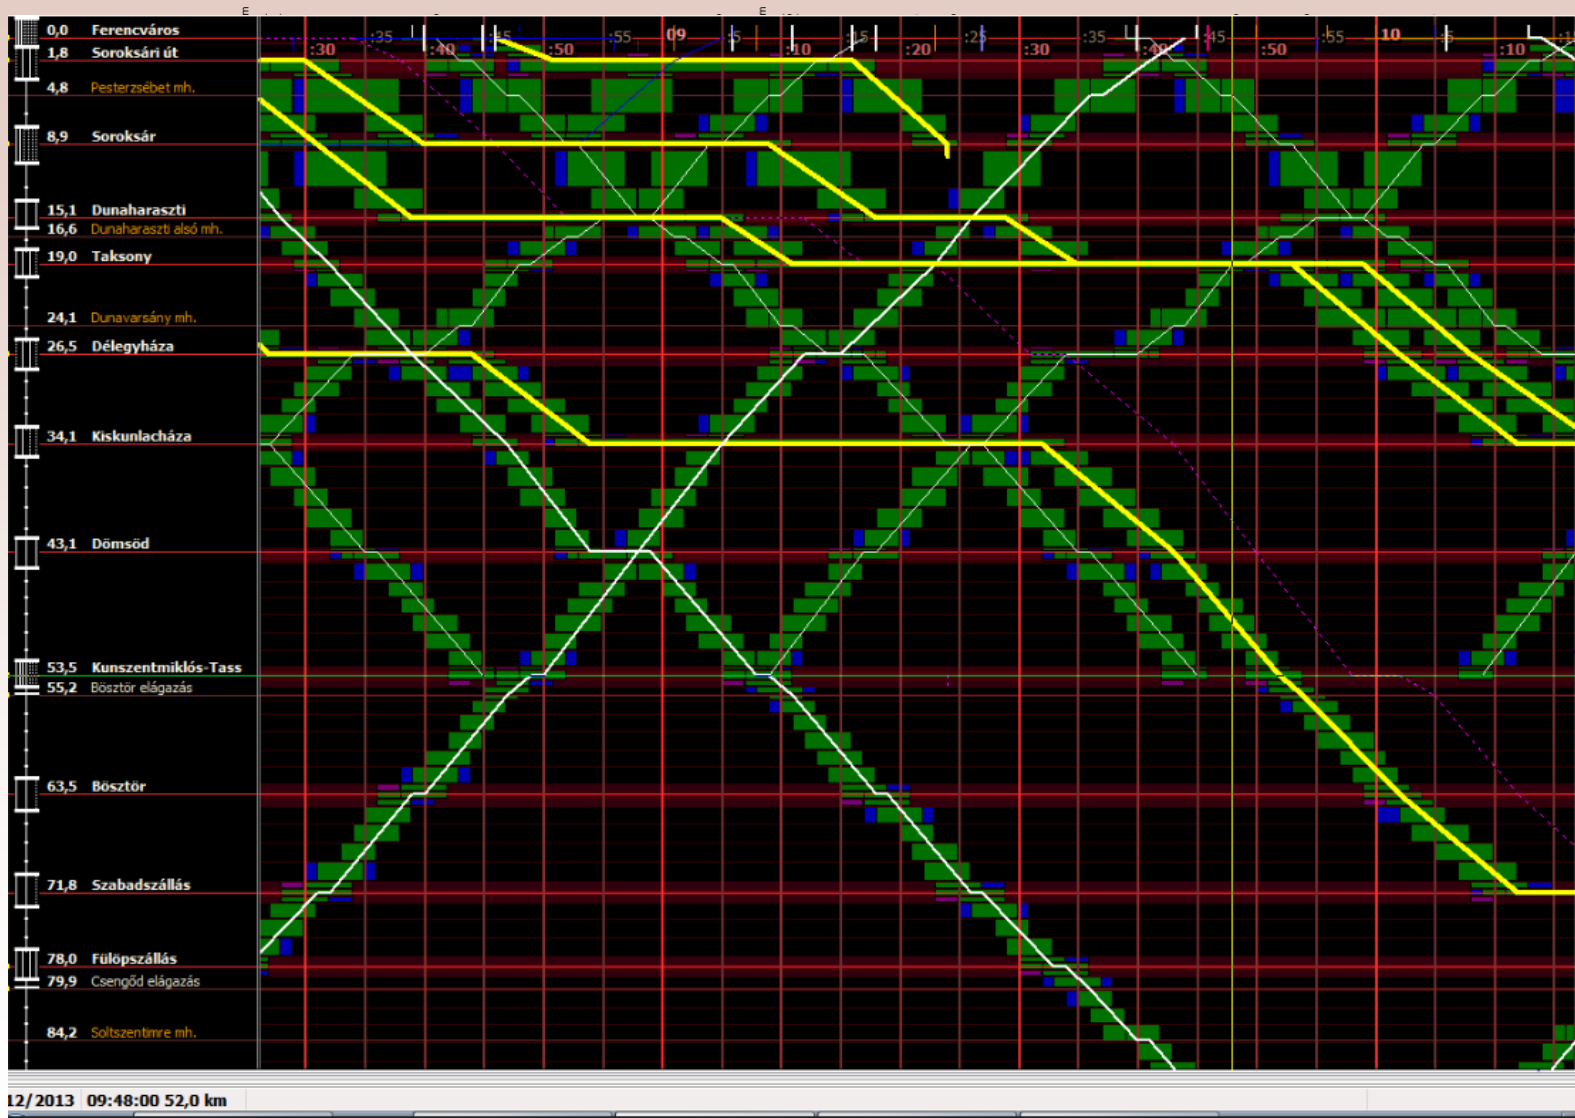 :30 :35 :40 :45 :50 :55 09 :5 :10 :15 :20 :25 :30 :35 :40 :45 :50 :55 10 :5 :10 :15
0,0 Ferencváros
1,8 Soroksári út
4,8 Pesterzsébet mh.
8,9 Soroksár
15,1 Dunaharaszti
16,6 Dunaharaszti alsó mh.
19,0 Taksony
24,1 Dunavarsány mh.
26,5 Délegyháza
34,1 Kiskunlacháza
43,1 Dömsöd
53,5 Kunszentmiklós-Tass
55,2 Bösztör elágazás
63,5 Bösztör
71,8 Szabadszállás
78,0 Fülöpszállás
79,9 Csengőd elágazás
84,2 Soltszentimre mh.
12/2013 09:48:00 52,0 km